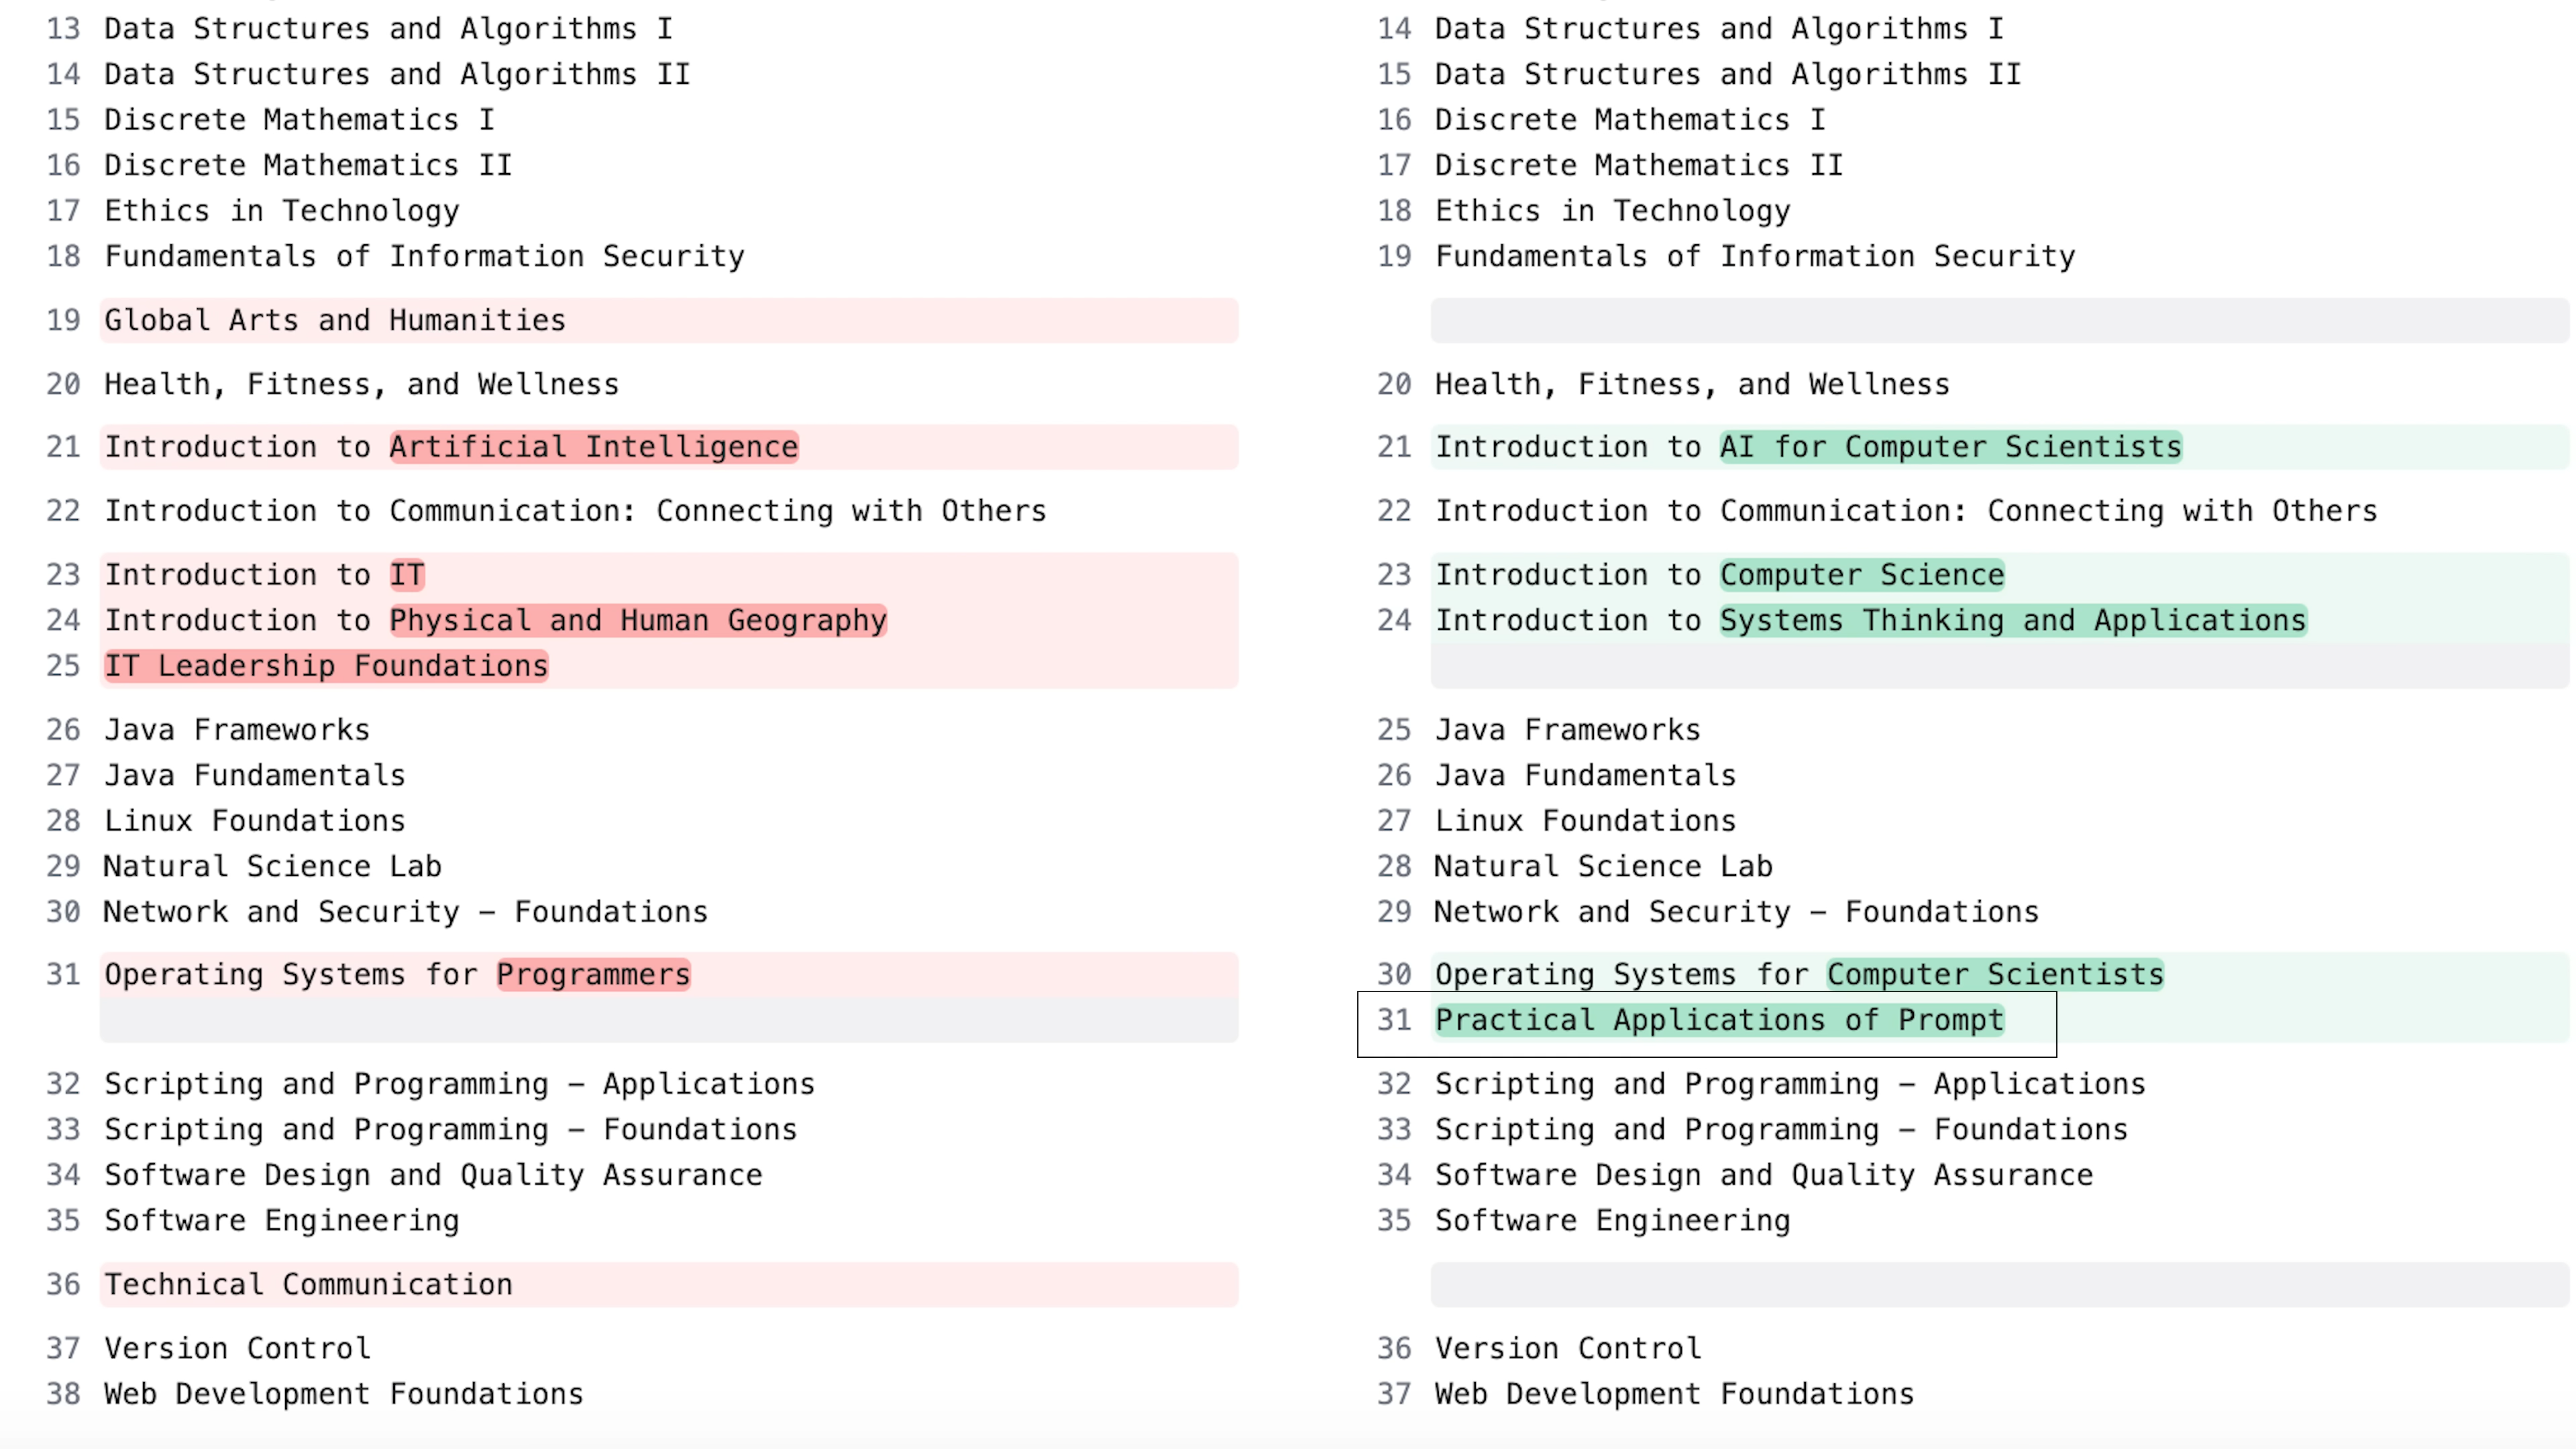 13 Data Structures and Algorithms I
14 Data Structures and Algorithms II
15 Discrete Mathematics I
16 Discrete Mathematics II
17 Ethics in Technology
18 Fundamentals of Information Security
19 Global Arts and Humanities
20 Health, Fitness, and Wellness
21 Introduction to Artificial Intelligence
22 Introduction to Communication: Connecting with Others
23 Introduction to IT
24 Introduction to Physical and Human Geography
25 IT Leadership Foundations
26 Java Frameworks
27 Java Fundamentals
28 Linux Foundations
29 Natural Science Lab
30 Network and Security – Foundations
31 Operating Systems for Programmers
32 Scripting and Programming – Applications
33 Scripting and Programming – Foundations
34 Software Design and Quality Assurance
35 Software Engineering
36 Technical Communication
37 Version Control
38 Web Development Foundations
14 Data Structures and Algorithms I
15 Data Structures and Algorithms II
16 Discrete Mathematics I
17 Discrete Mathematics II
18 Ethics in Technology
19 Fundamentals of Information Security
20 Health, Fitness, and Wellness
21 Introduction to AI for Computer Scientists
22 Introduction to Communication: Connecting with Others
23 Introduction to Computer Science
24 Introduction to Systems Thinking and Applications
25 Java Frameworks
26 Java Fundamentals
27 Linux Foundations
28 Natural Science Lab
29 Network and Security – Foundations
30 Operating Systems for Computer Scientists
31 Practical Applications of Prompt
32 Scripting and Programming – Applications
33 Scripting and Programming – Foundations
34 Software Design and Quality Assurance
35 Software Engineering
36 Version Control
37 Web Development Foundations